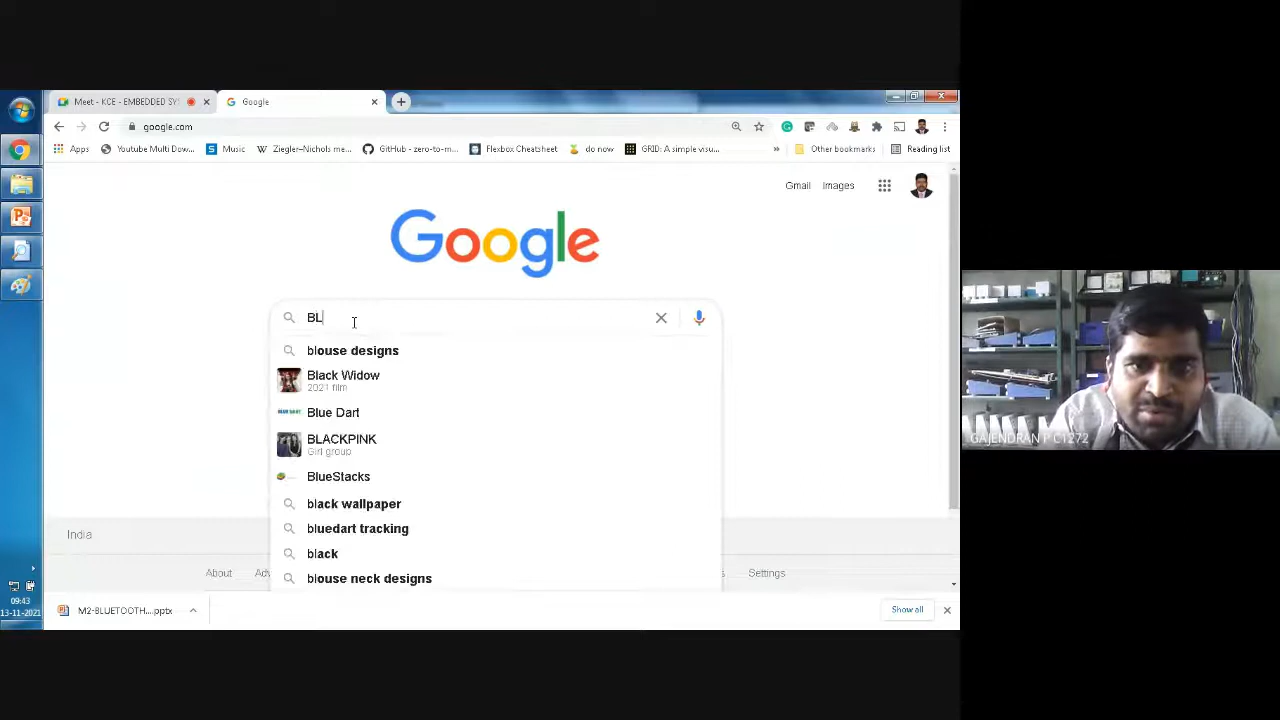 Meet - KCE - EMBEDDED SY
Google
google.com
Apps
Youtube Multi Dow...
Music
Ziegler–Nichols me...
GitHub - zero-to-m...
Flexbox Cheatsheet
do now
GRID: A simple visu...
»
Other bookmarks
Reading list
Gmail
Images
Google
BL
blouse designs
Black Widow
2021 film
Blue Dart
BLACKPINK
Girl group
BlueStacks
black wallpaper
bluedart tracking
black
blouse neck designs
India
About
Adv
Settings
09:43
13-11-2021
M2-BLUETOOTH....pptx
Show all
GAJENDRAN P C1272